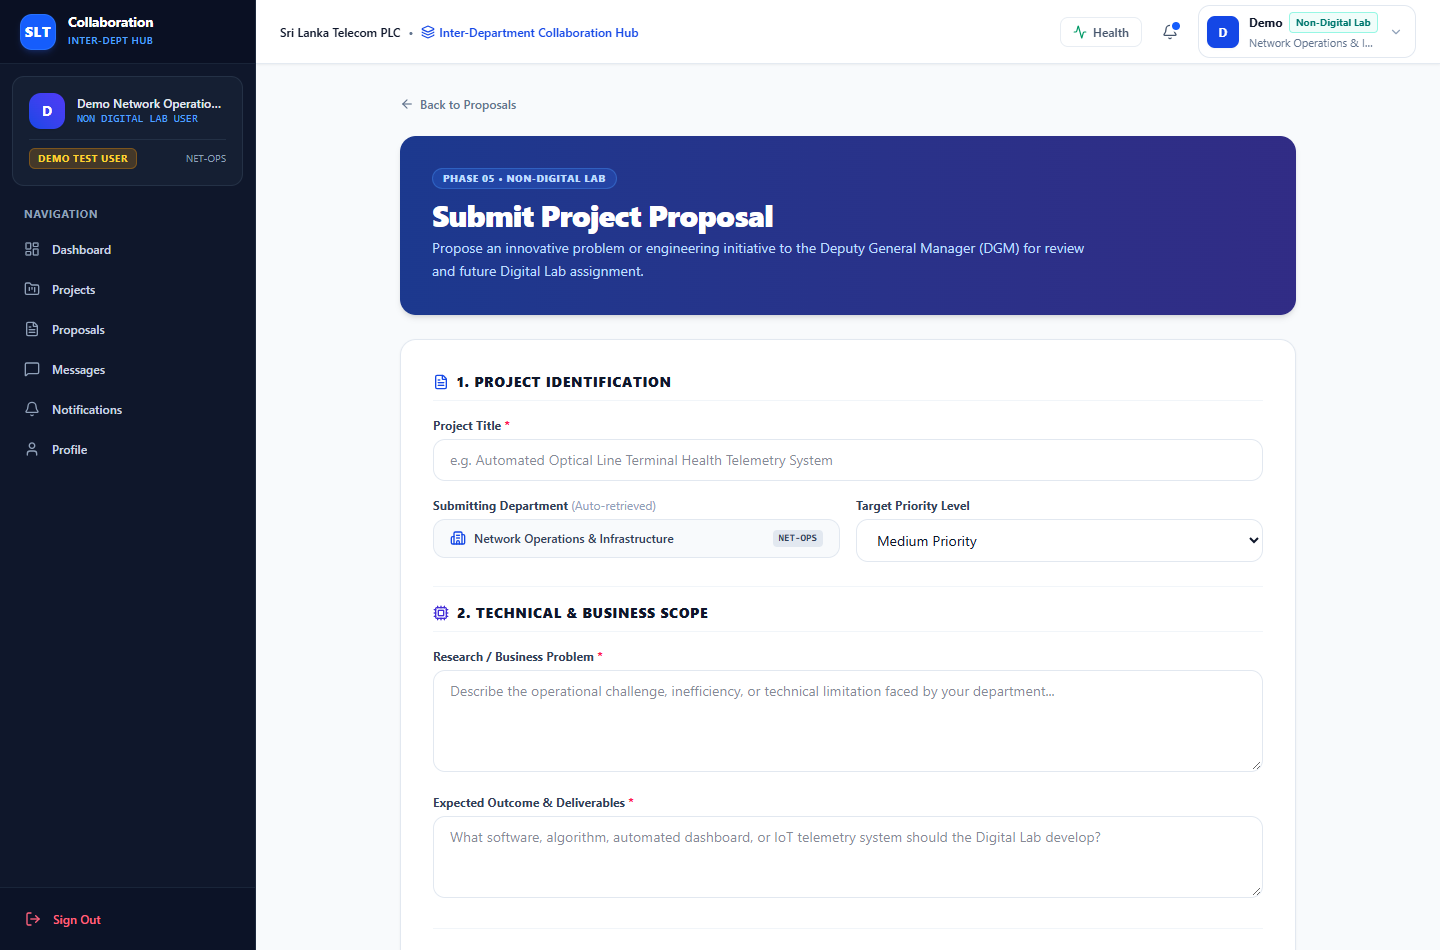 SLT
Collaboration
INTER-DEPT HUB
D
Demo Network Operatio...
NON DIGITAL LAB USER
DEMO TEST USER
NET-OPS
NAVIGATION
Dashboard
Projects
Proposals
Messages
Notifications
Profile
Sign Out
Sri Lanka Telecom PLC • Inter-Department Collaboration Hub
Health
D
Demo Non-Digital Lab
Network Operations & I...
Back to Proposals
PHASE 05 • NON-DIGITAL LAB
Submit Project Proposal
Propose an innovative problem or engineering initiative to the Deputy General Manager (DGM) for review
and future Digital Lab assignment.
1. PROJECT IDENTIFICATION
Project Title *
e.g. Automated Optical Line Terminal Health Telemetry System
Submitting Department (Auto-retrieved)
Network Operations & Infrastructure
NET-OPS
Target Priority Level
Medium Priority
2. TECHNICAL & BUSINESS SCOPE
Research / Business Problem *
Describe the operational challenge, inefficiency, or technical limitation faced by your department...
Expected Outcome & Deliverables *
What software, algorithm, automated dashboard, or IoT telemetry system should the Digital Lab develop?